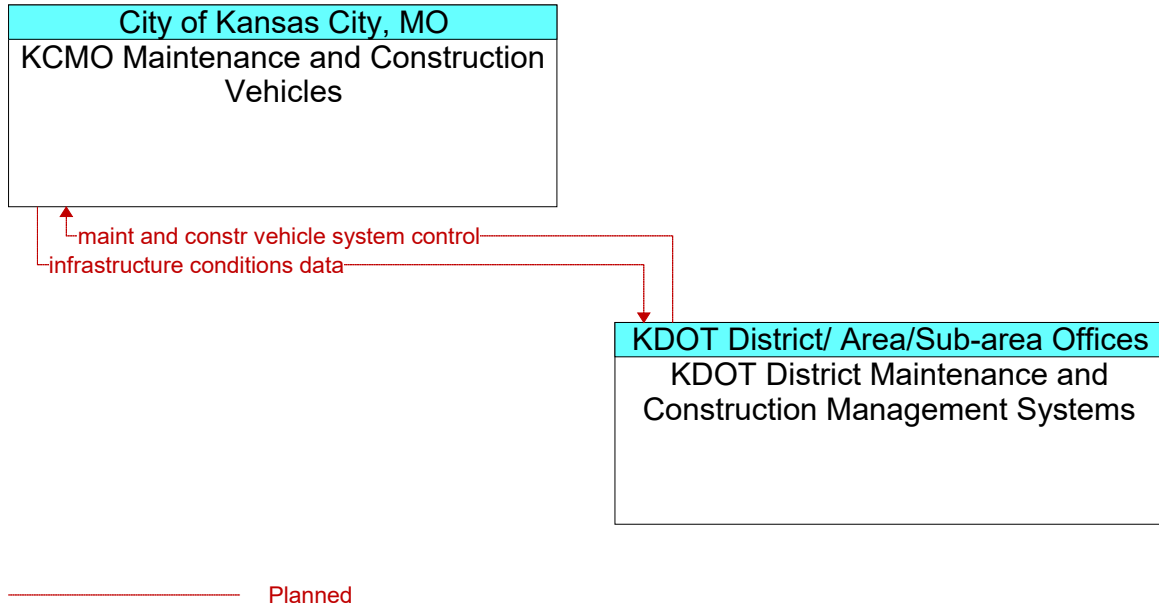 City of Kansas City, MO
KCMO Maintenance and Construction
Vehicles
maint and constr vehicle system control
infrastructure conditions data
KDOT District/ Area/Sub-area Offices
KDOT District Maintenance and
Construction Management Systems
Planned